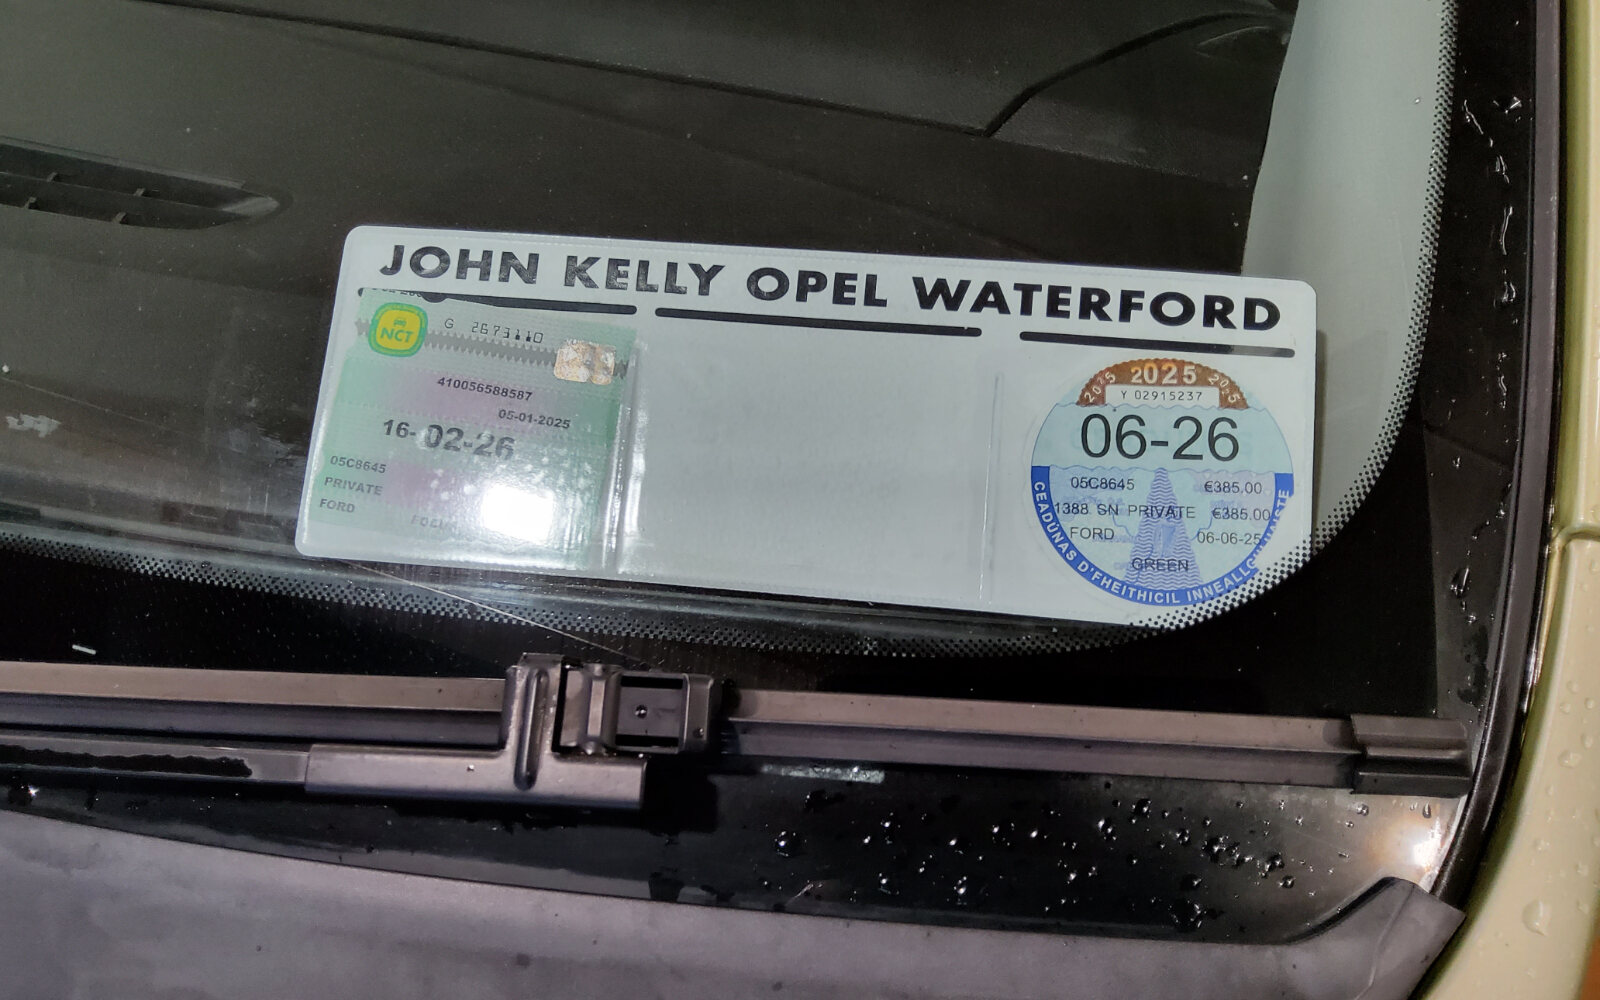 JOHN KELLY OPEL WATERFORD
NCT
G 2673110
410056588587
05-01-2025
16-02-26
05C8645
PRIVATE
FORD
2025 2025 2025
Y 02915237
06-26
05C8645 €385.00
1388 SN PRIVATE €385.00
FORD 06-06-25
GREEN
CEADÚNAS D'FHEITHICIL